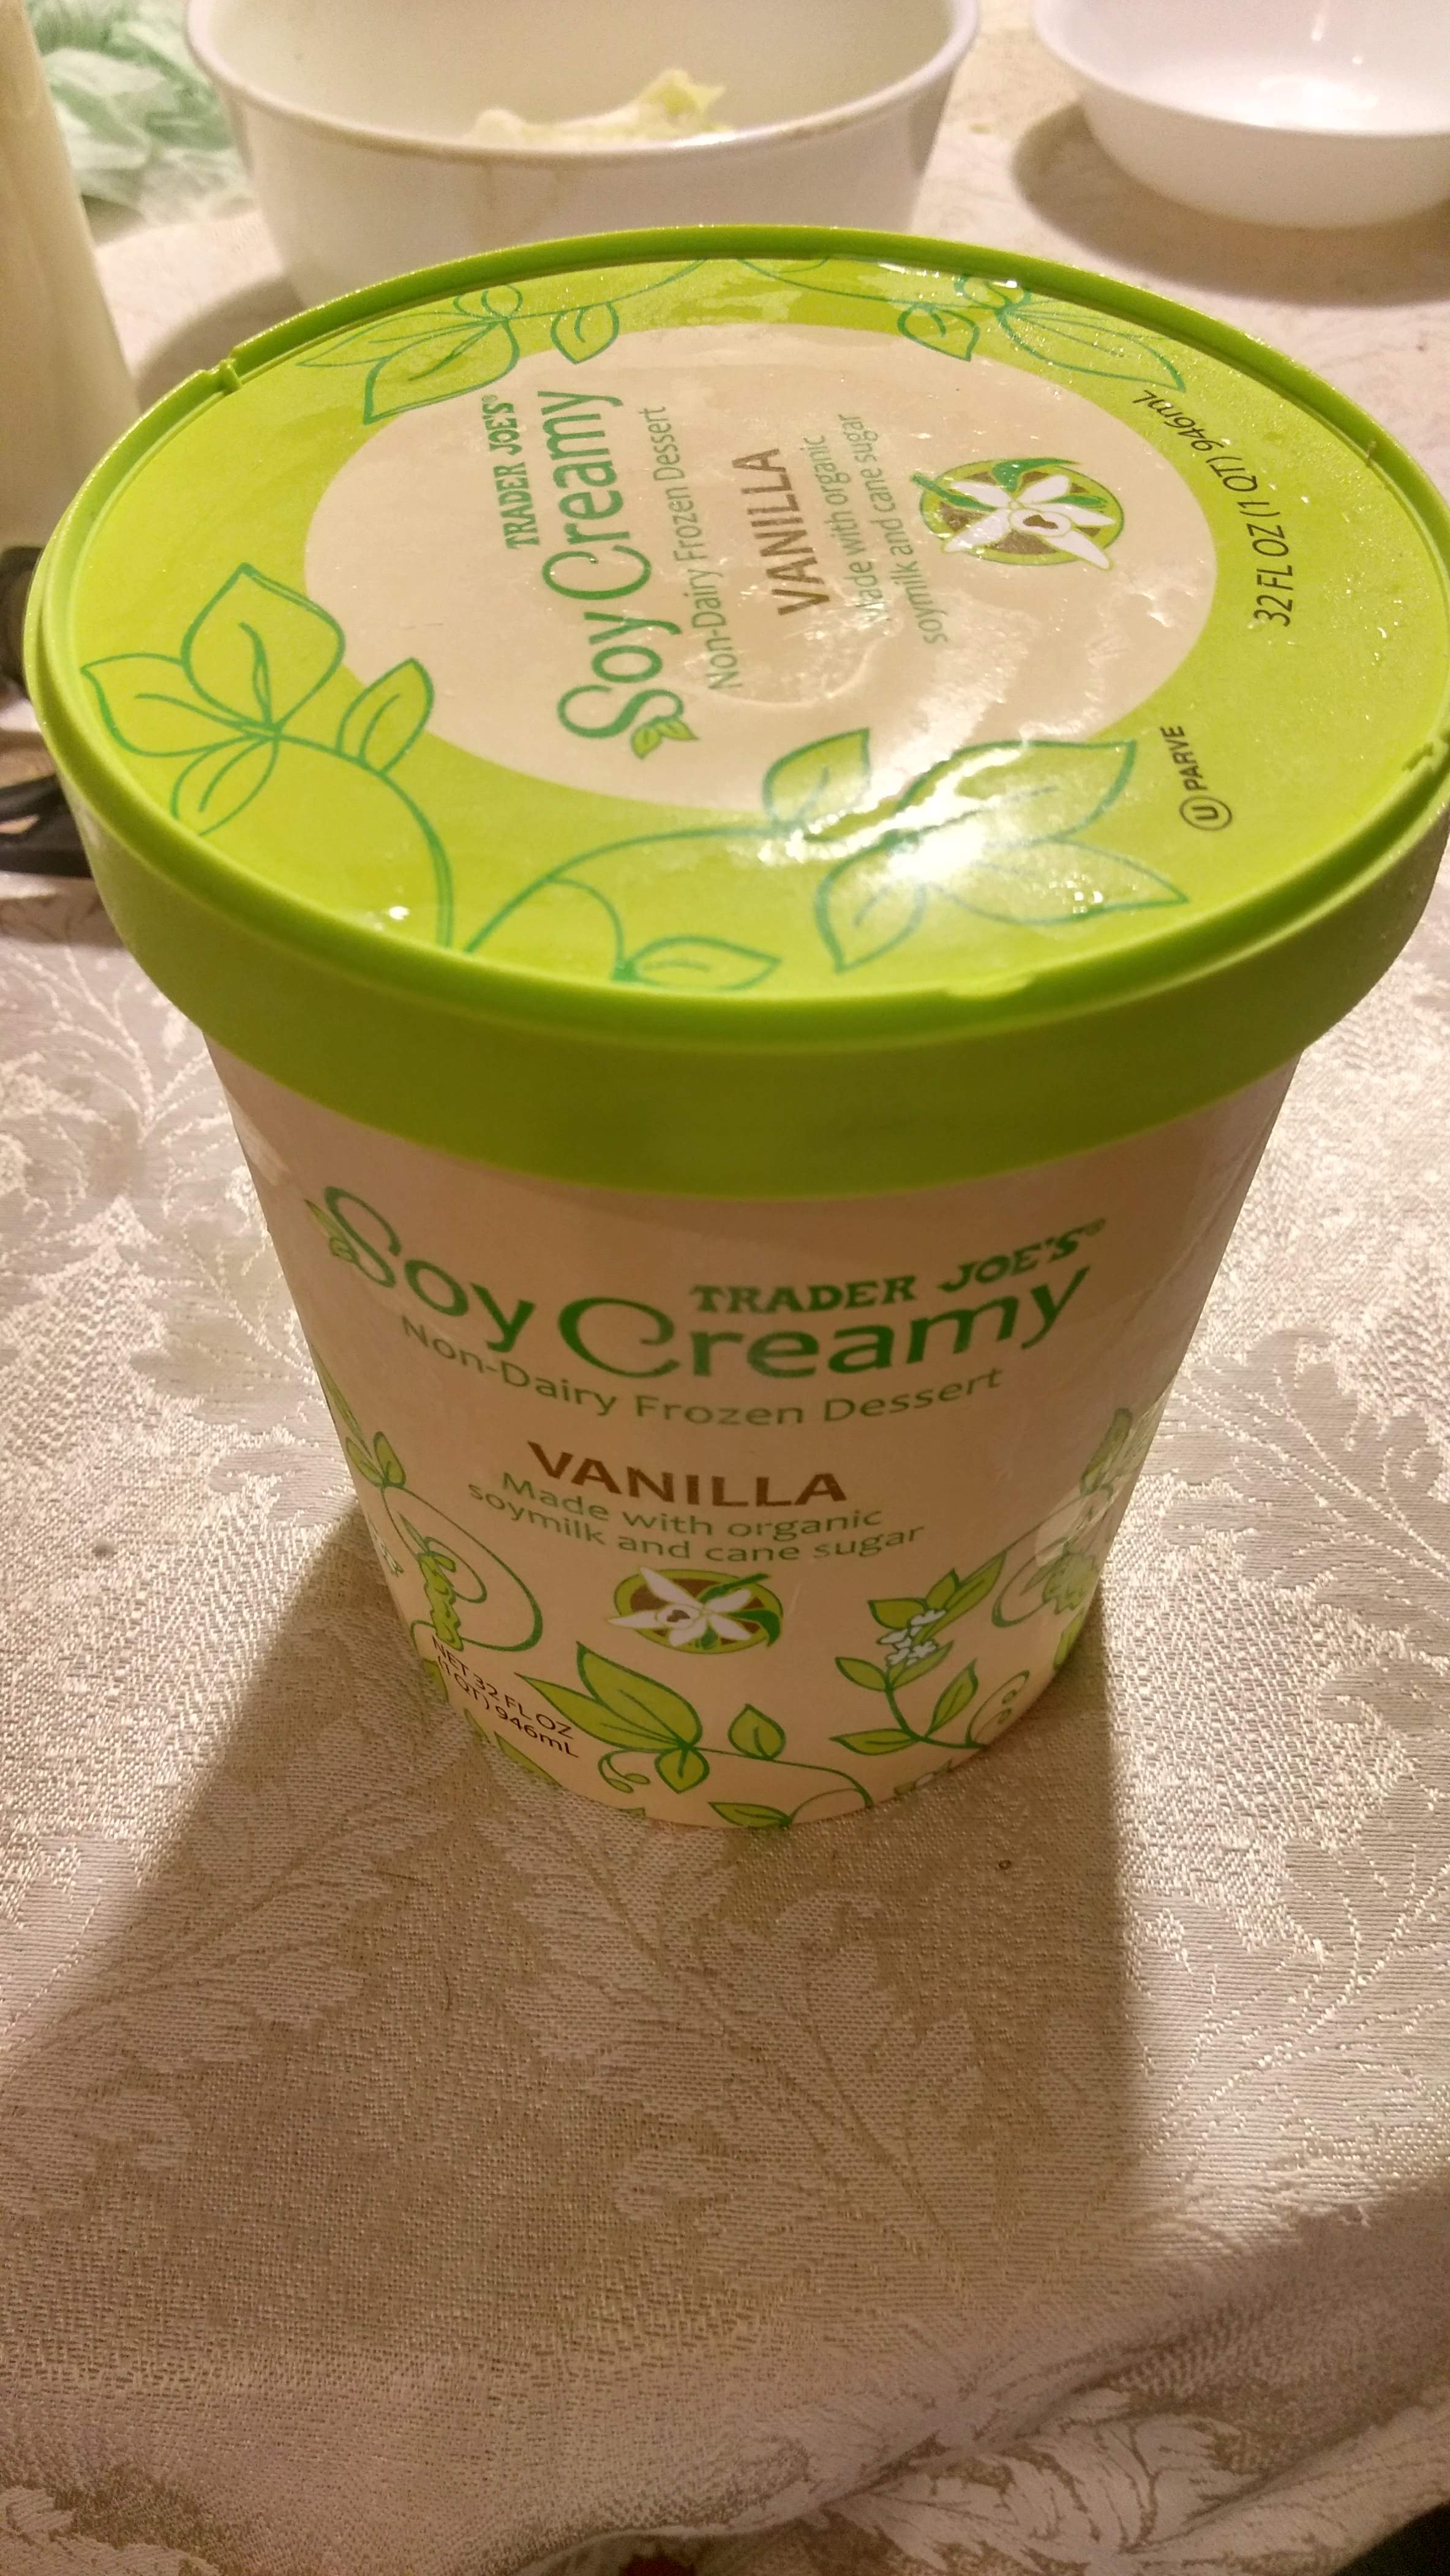 TRADER JOE'S®
Soy Creamy
Non-Dairy Frozen Dessert
VANILLA
Made with organic
soymilk and cane sugar
32 FL OZ (1 QT) 946mL
U PARVE
TRADER JOE'S®
Soy Creamy
Non-Dairy Frozen Dessert
VANILLA
Made with organic
soymilk and cane sugar
NET 32 FL OZ
(1 QT) 946mL